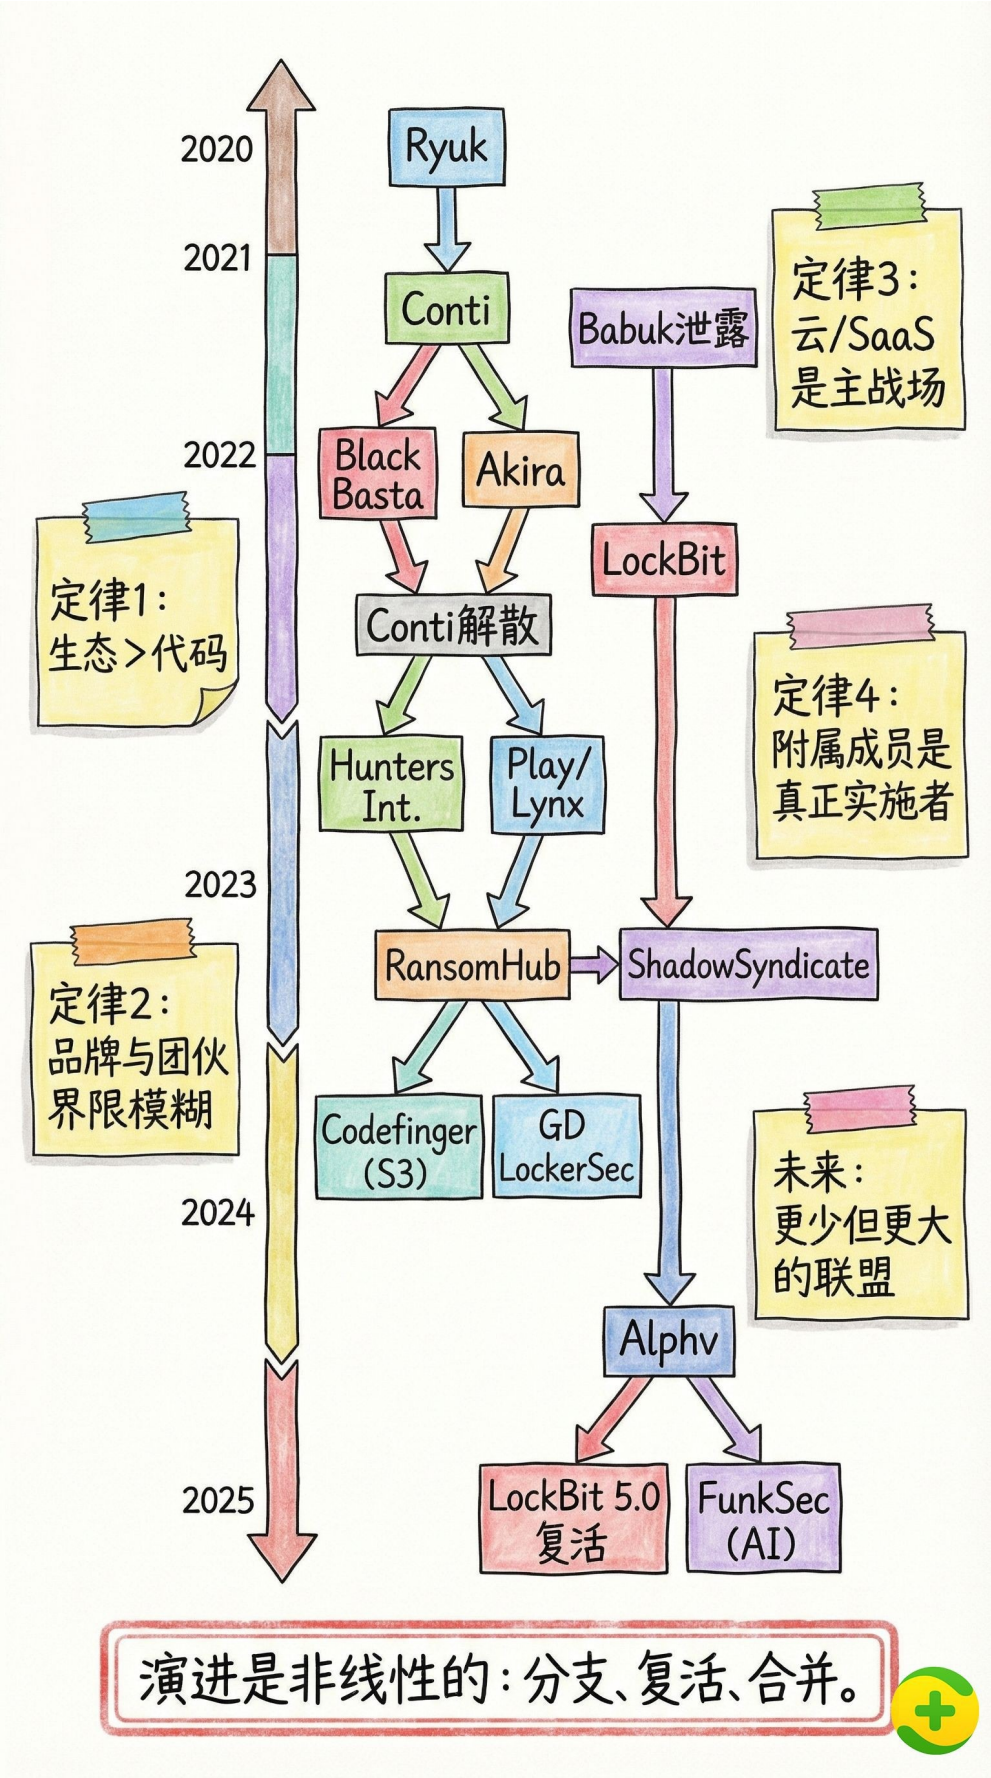 2020
Ryuk
2021
Conti
Babuk泄露
定律3：
云/SaaS
是主战场
2022
Black
Basta
Akira
LockBit
定律1：
生态>代码
Conti解散
定律4：
附属成员是
真正实施者
Hunters
Int.
Play/
Lynx
2023
RansomHub
ShadowSyndicate
定律2：
品牌与团伙
界限模糊
Codefinger
(S3)
GD
LockerSec
2024
未来：
更少但更大
的联盟
Alphv
2025
LockBit 5.0
复活
FunkSec
(AI)
演进是非线性的：分支、复活、合并。